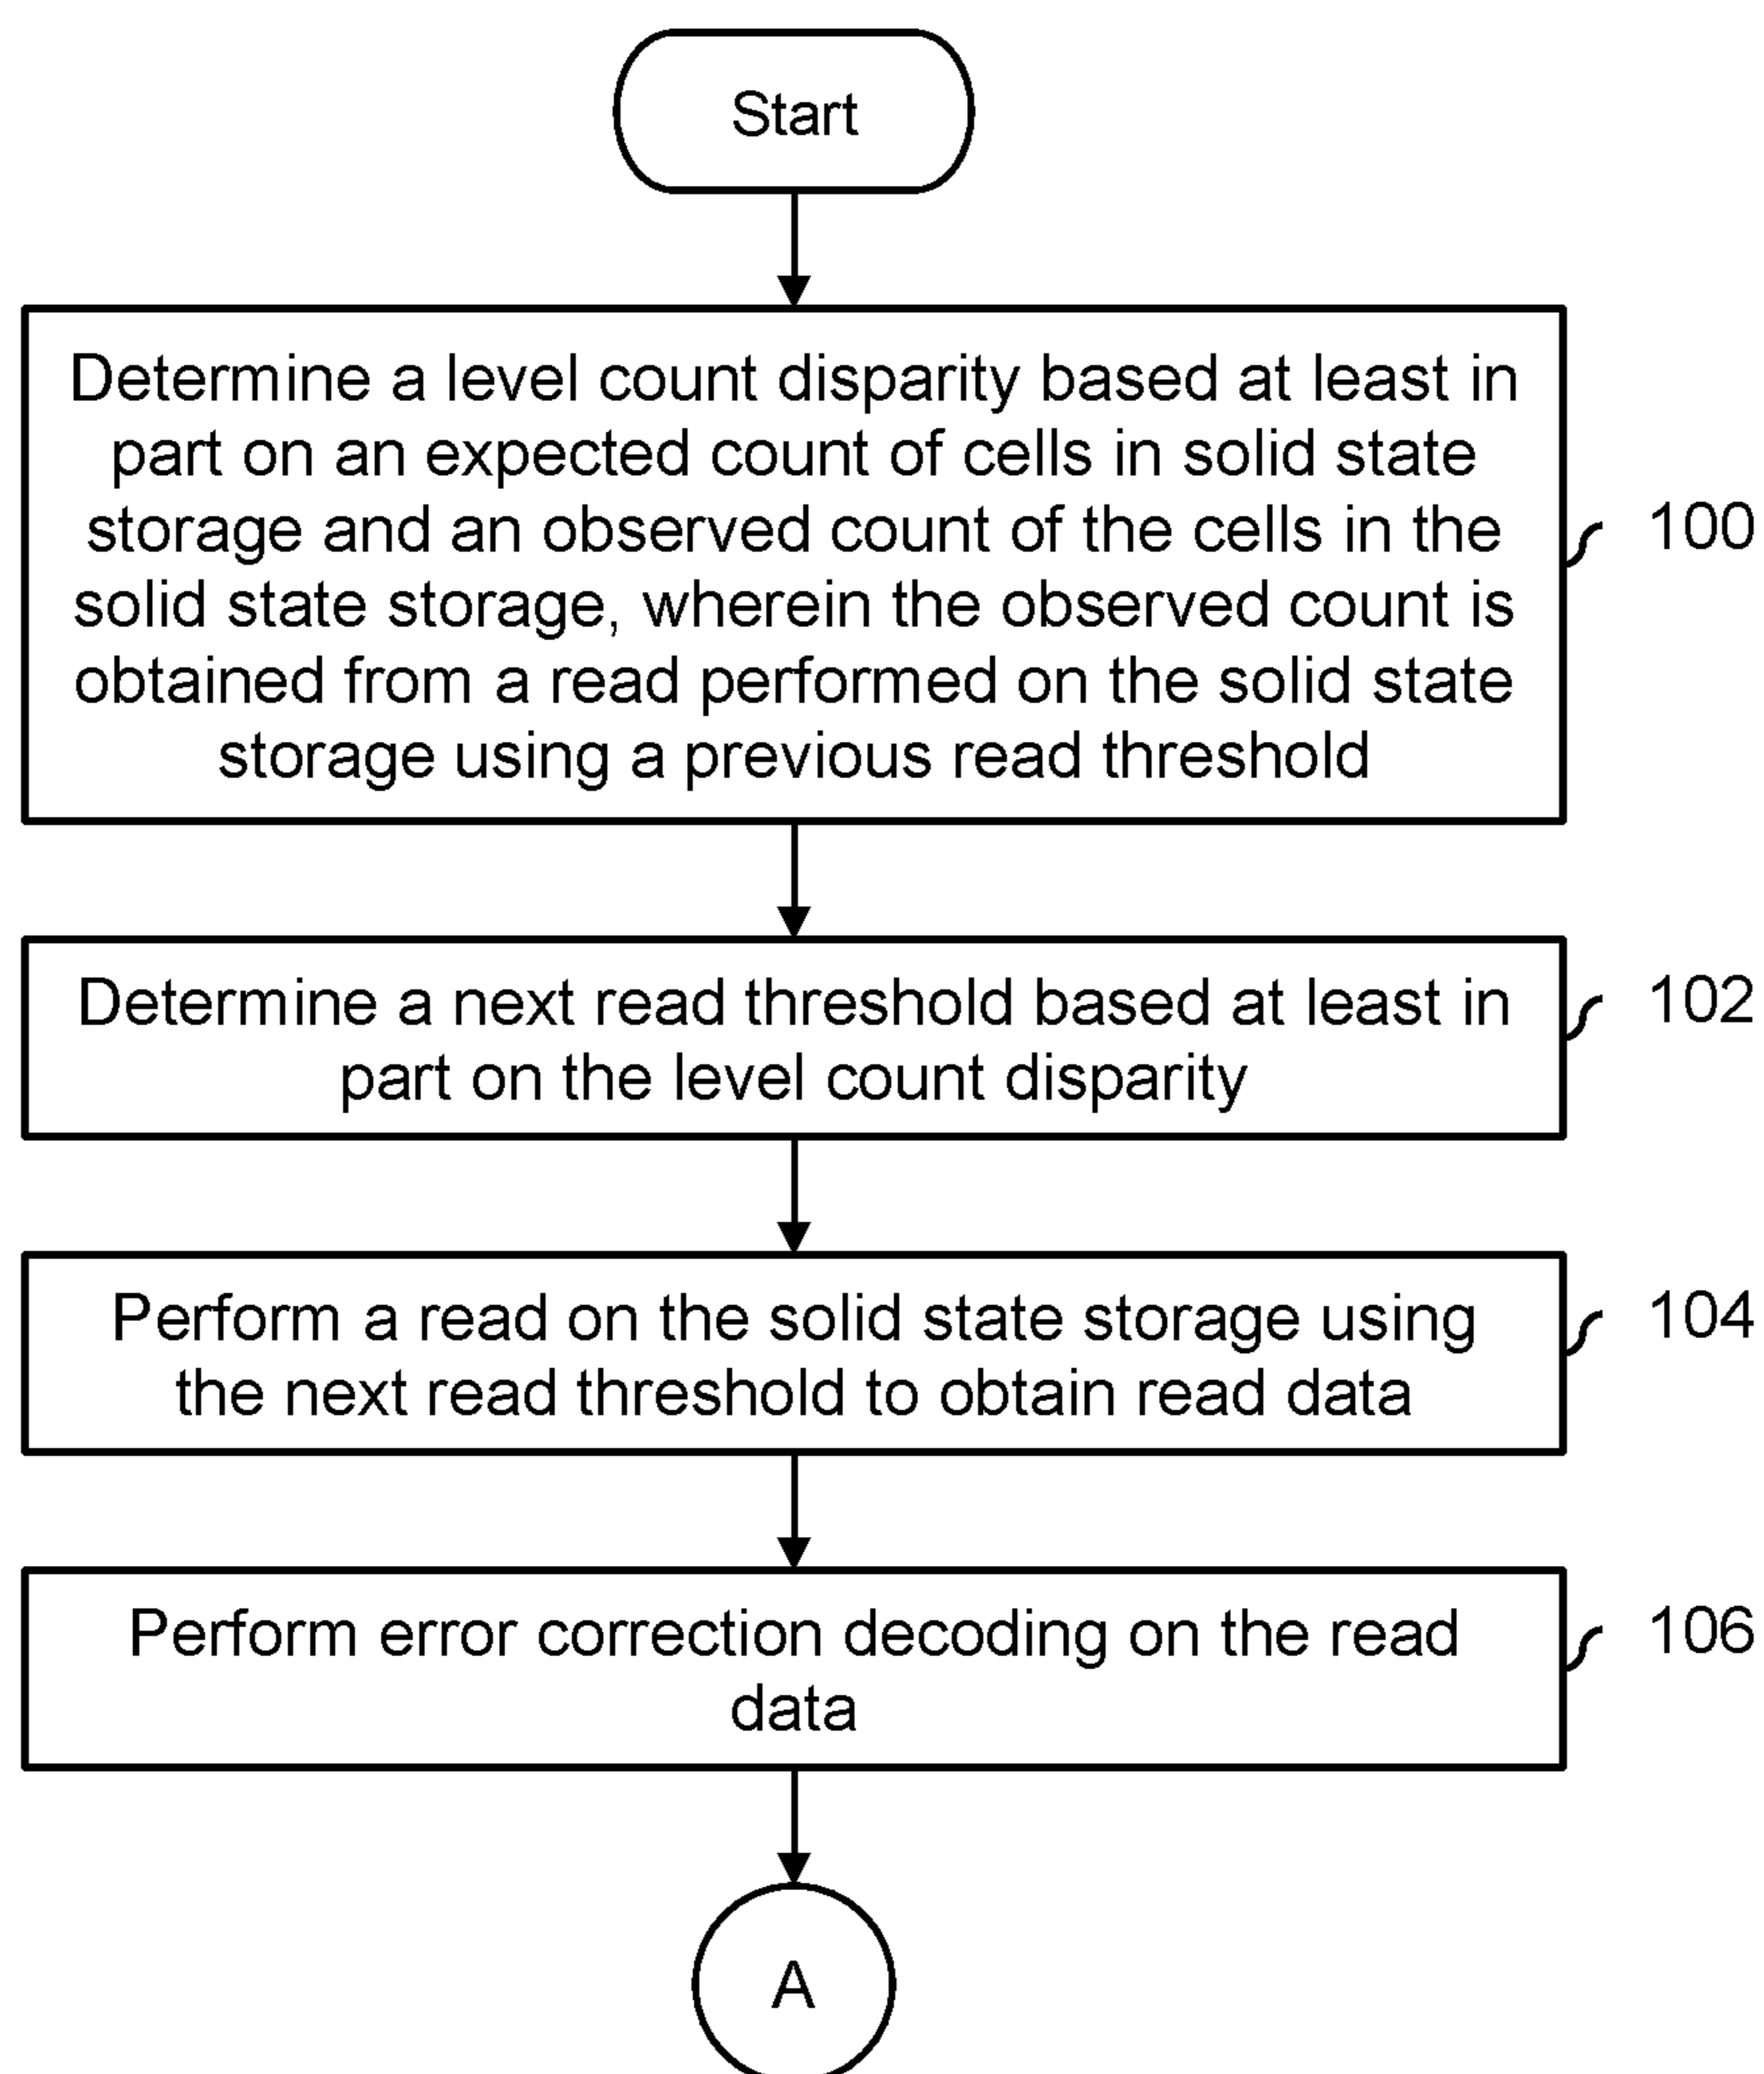 Start
Determine a level count disparity based at least in
part on an expected count of cells in solid state
storage and an observed count of the cells in the
solid state storage, wherein the observed count is
obtained from a read performed on the solid state
storage using a previous read threshold
100
Determine a next read threshold based at least in
part on the level count disparity
102
Perform a read on the solid state storage using
the next read threshold to obtain read data
104
Perform error correction decoding on the read
data
106
A